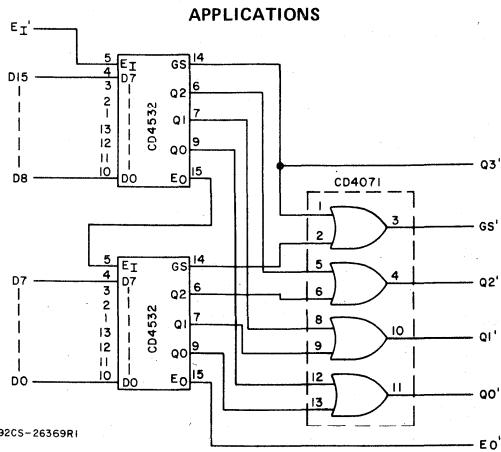 APPLICATIONS
EI'
D15
D8
5
4
3
2
1
13
12
11
10
EI
D7
D0
CD4532
GS
Q2
Q1
Q0
EO
14
6
7
9
15
Q3'
CD4071
1
2
3
GS'
5
6
4
Q2'
8
9
10
Q1'
12
13
11
Q0'
D7
D0
5
4
3
2
1
13
12
11
10
EI
D7
D0
CD4532
GS
Q2
Q1
Q0
EO
14
6
7
9
15
EO'
92CS-26369R1